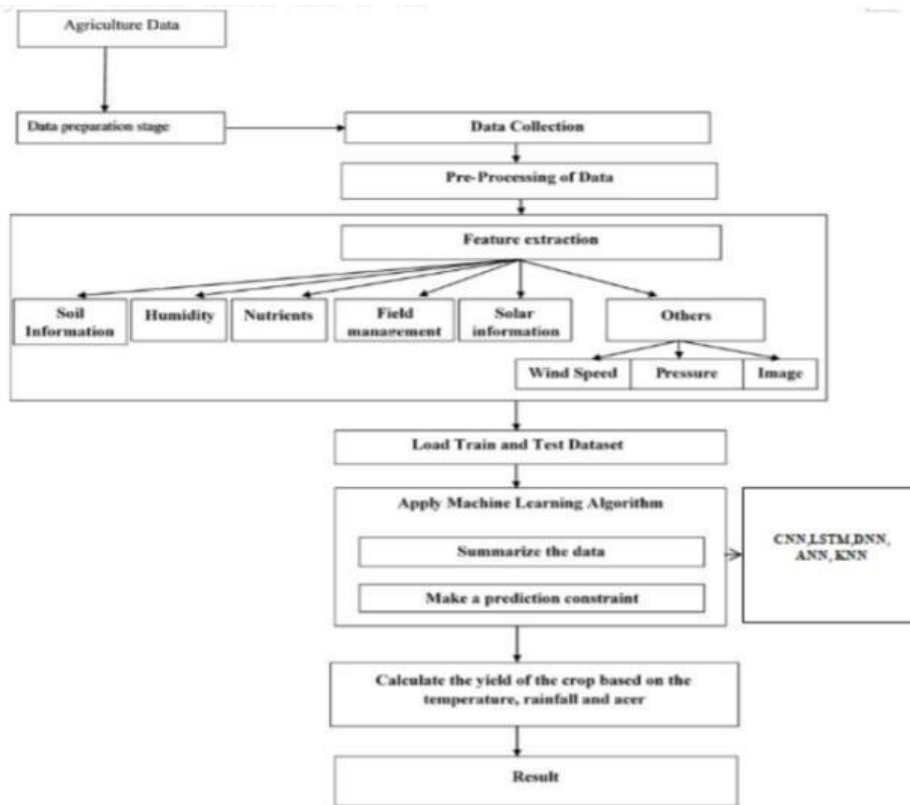 Agriculture Data
Data preparation stage
Data Collection
Pre-Processing of Data
Feature extraction
Soil
Information
Humidity
Nutrients
Field
management
Solar
information
Others
Wind Speed
Pressure
Image
Load Train and Test Dataset
Apply Machine Learning Algorithm
Summarize the data
Make a prediction constraint
CNN,LSTM,DNN,
ANN, KNN
Calculate the yield of the crop based on the
temperature, rainfall and acer
Result